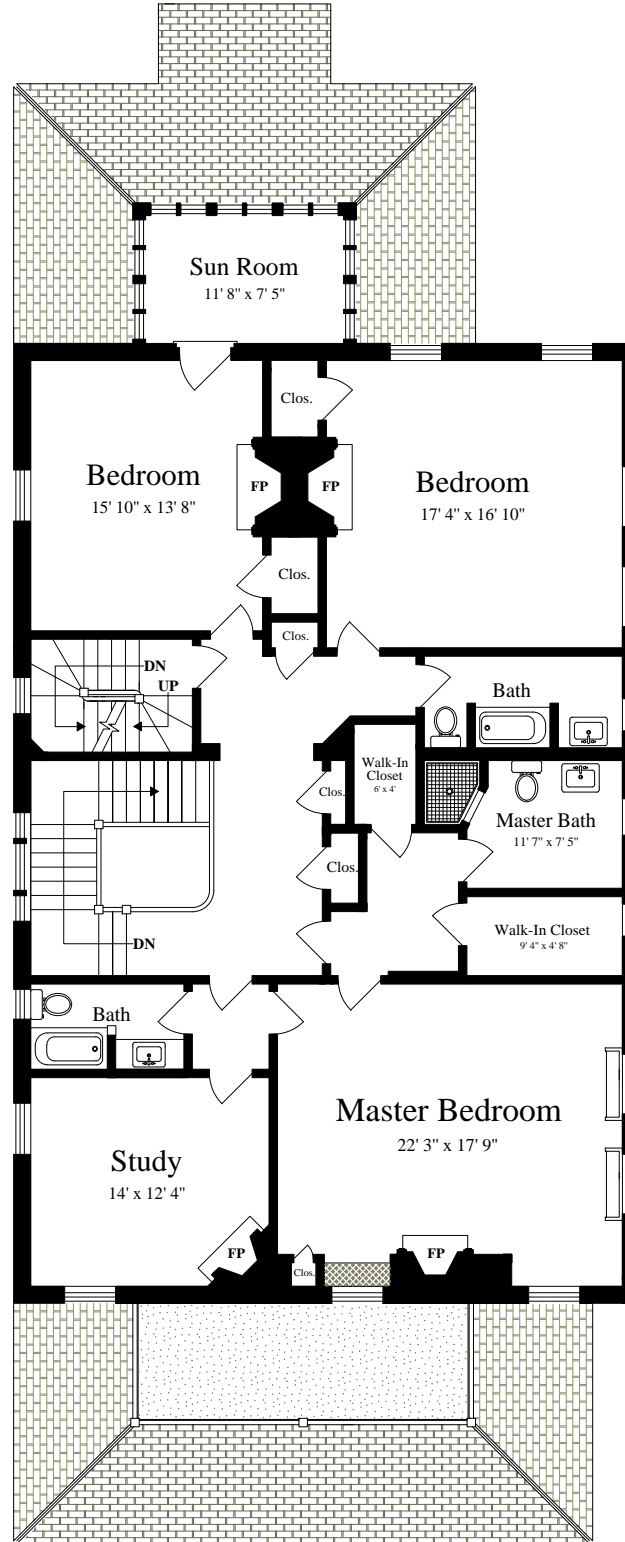 Sun Room
11' 8" x 7' 5"
Clos.
Bedroom
15' 10" x 13' 8"
FP
FP
Bedroom
17' 4" x 16' 10"
Clos.
Clos.
DN
UP
Bath
Walk-In
Closet
6' x 4'
Clos.
Master Bath
11' 7" x 7' 5"
Clos.
Walk-In Closet
9' 4" x 4' 8"
DN
Bath
Master Bedroom
22' 3" x 17' 9"
Study
14' x 12' 4"
FP
FP
Clos.